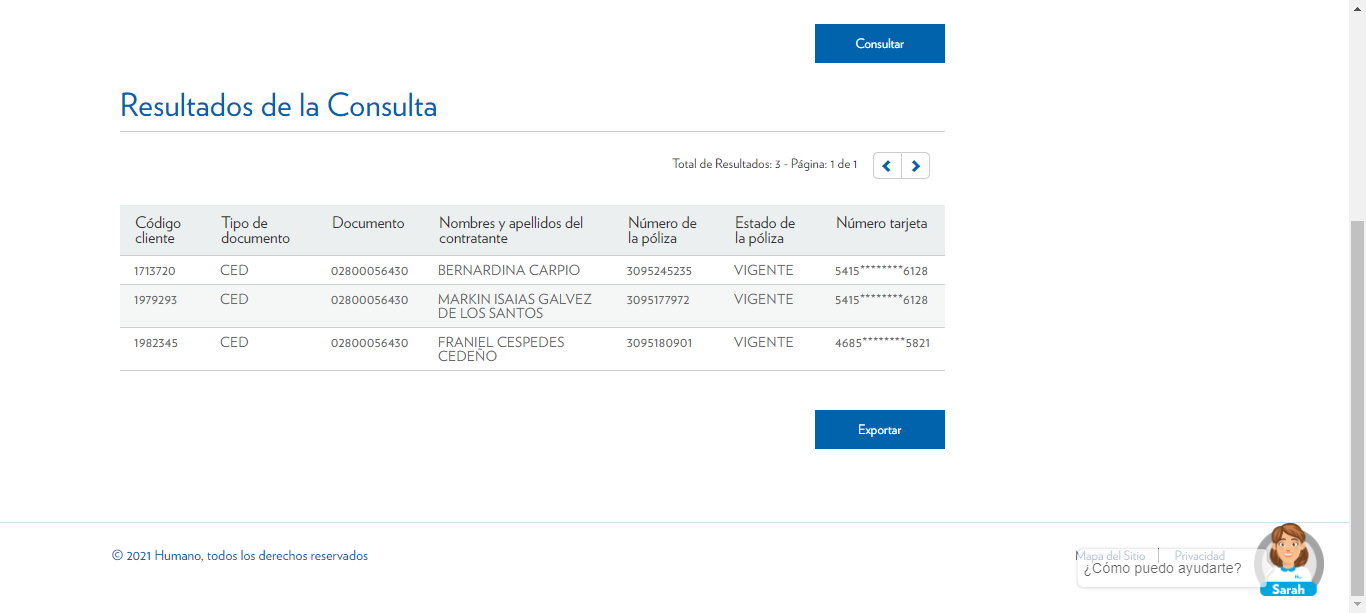 Consultar
Resultados de la Consulta
Total de Resultados: 3 - Página: 1 de 1
Código cliente
Tipo de documento
Documento
Nombres y apellidos del contratante
Número de la póliza
Estado de la póliza
Número tarjeta
1713720 CED 02800056430 BERNARDINA CARPIO 3095245235 VIGENTE 5415********6128
1979293 CED 02800056430 MARKIN ISAIAS GALVEZ DE LOS SANTOS 3095177972 VIGENTE 5415********6128
1982345 CED 02800056430 FRANIEL CESPEDES CEDEÑO 3095180901 VIGENTE 4685********5821
Exportar
© 2021 Humano, todos los derechos reservados
Mapa del Sitio
Privacidad
¿Cómo puedo ayudarte?
Sarah